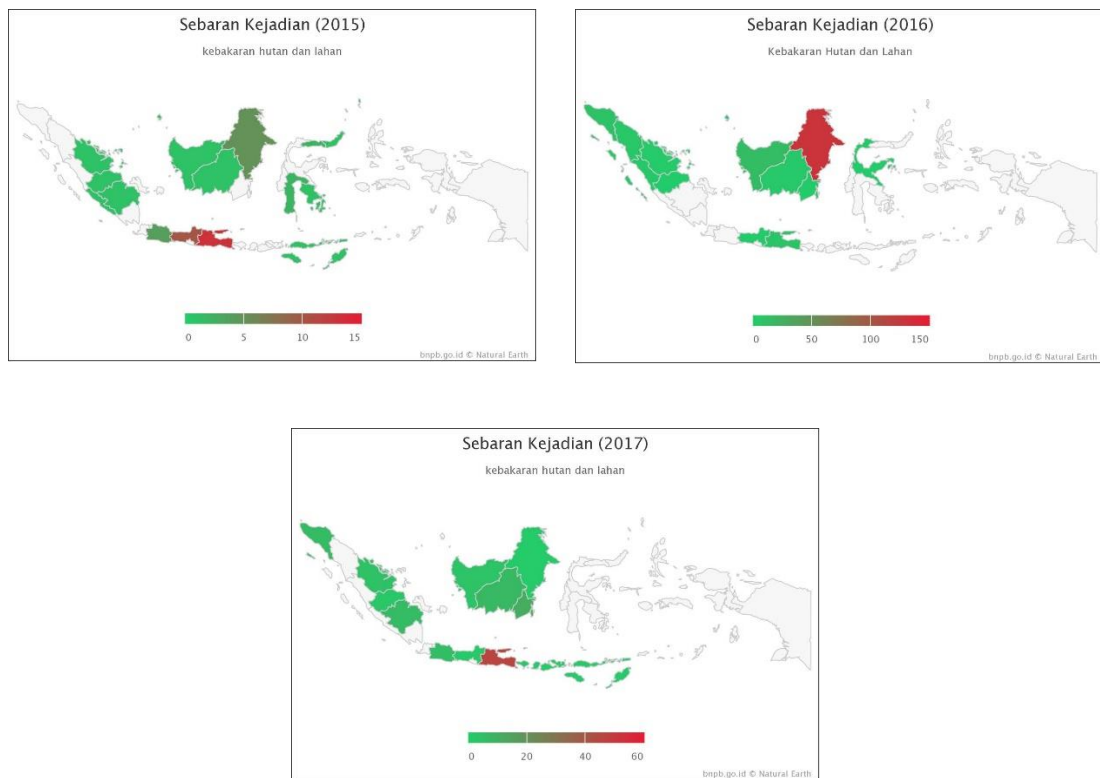 Sebaran Kejadian (2015)
kebakaran hutan dan lahan
0 5 10 15
bnpb.go.id © Natural Earth
Sebaran Kejadian (2016)
Kebakaran Hutan dan Lahan
0 50 100 150
bnpb.go.id © Natural Earth
Sebaran Kejadian (2017)
kebakaran hutan dan lahan
0 20 40 60
bnpb.go.id © Natural Earth